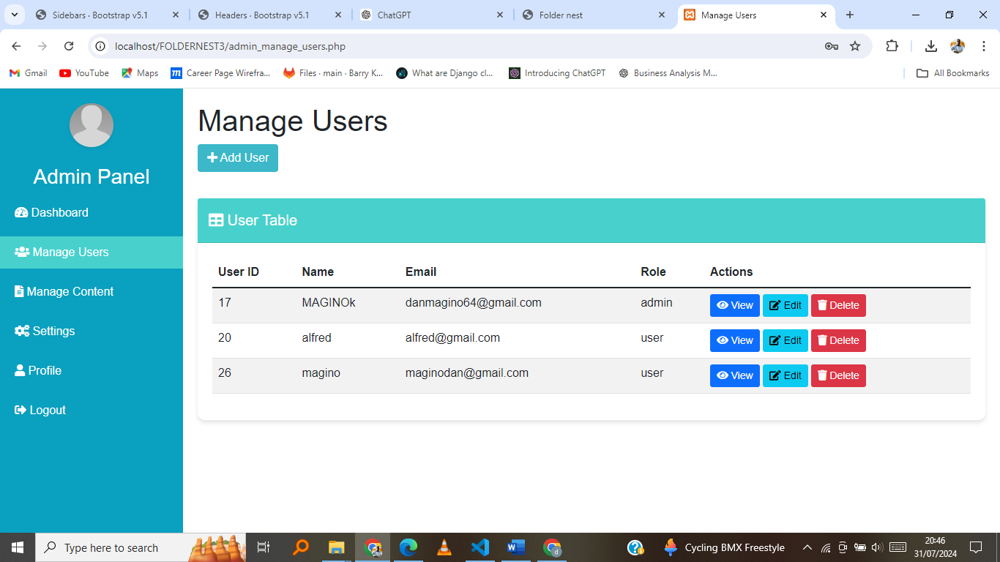 Sidebars · Bootstrap v5.1
Headers · Bootstrap v5.1
ChatGPT
Folder nest
Manage Users
localhost/FOLDERNEST3/admin_manage_users.php
Gmail
YouTube
Maps
Career Page Wirefra...
Files · main · Barry K...
What are Django cl...
Introducing ChatGPT
Business Analysis M...
All Bookmarks
Admin Panel
Dashboard
Manage Users
Manage Content
Settings
Profile
Logout
Manage Users
Add User
User Table
User ID Name Email Role Actions
17 MAGINOk danmagino64@gmail.com admin View Edit Delete
20 alfred alfred@gmail.com user View Edit Delete
26 magino maginodan@gmail.com user View Edit Delete
Type here to search
Cycling BMX Freestyle
20:46
31/07/2024